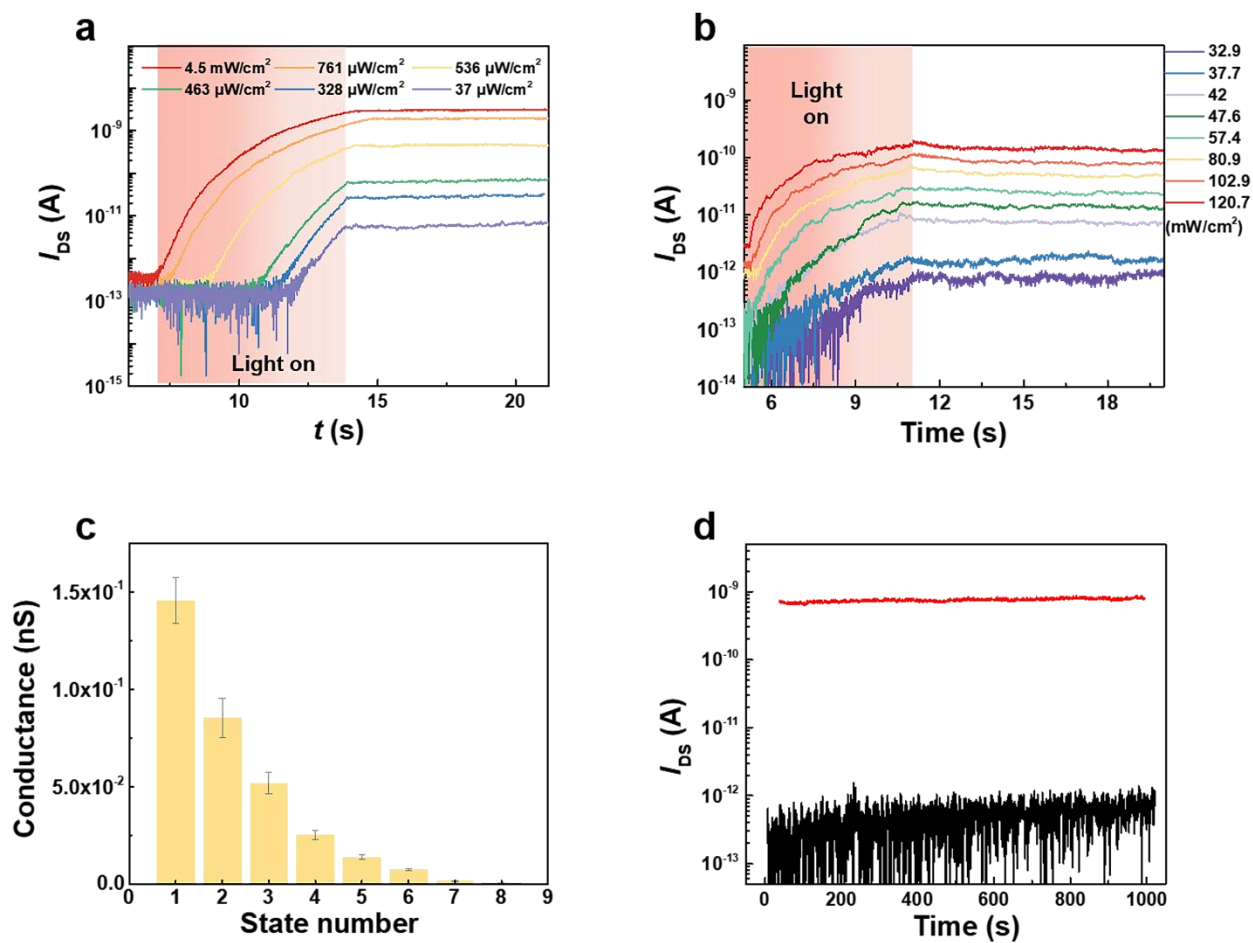 a
4.5 mW/cm² 761 μW/cm² 536 μW/cm²
463 μW/cm² 328 μW/cm² 37 μW/cm²
10⁻⁹
10⁻¹¹
10⁻¹³
10⁻¹⁵
I_DS (A)
Light on
10 15 20
t (s)
b
Light
on
10⁻⁹
10⁻¹⁰
10⁻¹¹
10⁻¹²
10⁻¹³
10⁻¹⁴
I_DS (A)
6 9 12 15 18
Time (s)
32.9
37.7
42
47.6
57.4
80.9
102.9
120.7
(mW/cm²)
c
1.5x10⁻¹
1.0x10⁻¹
5.0x10⁻²
0.0
Conductance (nS)
0 1 2 3 4 5 6 7 8 9
State number
d
10⁻⁹
10⁻¹⁰
10⁻¹¹
10⁻¹²
10⁻¹³
I_DS (A)
0 200 400 600 800 1000
Time (s)